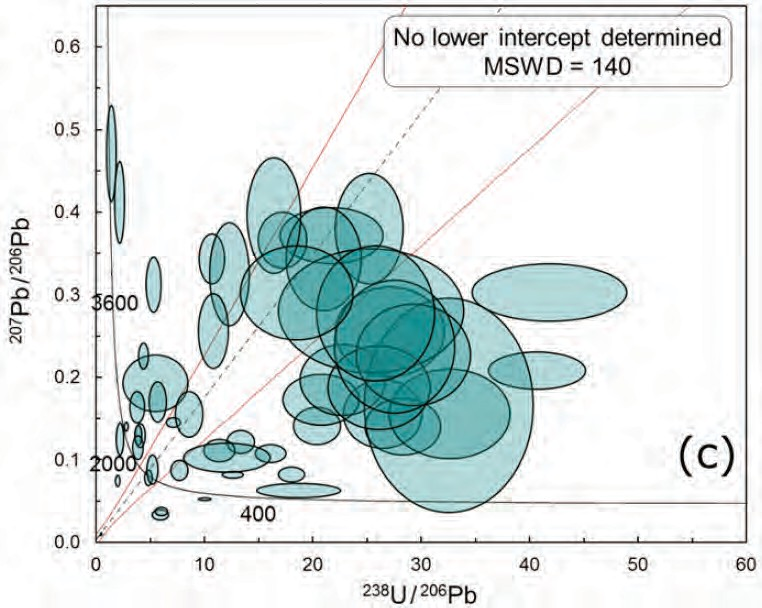 No lower intercept determined
MSWD = 140
0.6
0.5
0.4
0.3
0.2
0.1
0.0
²⁰⁷Pb/²⁰⁶Pb
3600
2000
400
(c)
0 10 20 30 40 50 60
²³⁸U/²⁰⁶Pb